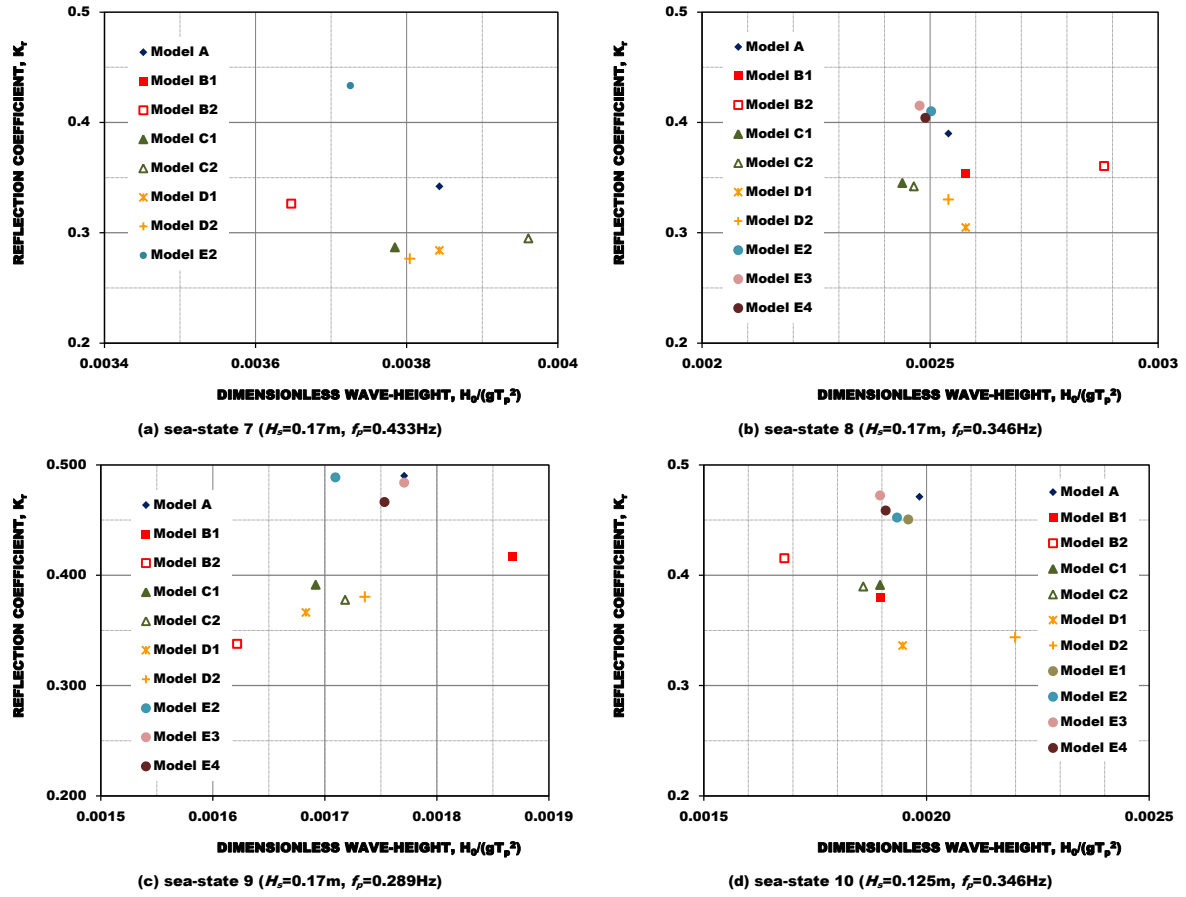 REFLECTION COEFFICIENT, Kr
0.5
0.4
0.3
0.2
Model A
Model B1
Model B2
Model C1
Model C2
Model D1
Model D2
Model E2
0.0034
0.0036
0.0038
0.004
DIMENSIONLESS WAVE-HEIGHT, H0/(gTp2)
(a) sea-state 7 (Hs=0.17m, fp=0.433Hz)
REFLECTION COEFFICIENT, Kr
0.5
0.4
0.3
0.2
Model A
Model B1
Model B2
Model C1
Model C2
Model D1
Model D2
Model E2
Model E3
Model E4
0.002
0.0025
0.003
DIMENSIONLESS WAVE-HEIGHT, H0/(gTp2)
(b) sea-state 8 (Hs=0.17m, fp=0.346Hz)
REFLECTION COEFFICIENT, Kr
0.500
0.400
0.300
0.200
Model A
Model B1
Model B2
Model C1
Model C2
Model D1
Model D2
Model E2
Model E3
Model E4
0.0015
0.0016
0.0017
0.0018
0.0019
DIMENSIONLESS WAVE-HEIGHT, H0/(gTp2)
(c) sea-state 9 (Hs=0.17m, fp=0.289Hz)
REFLECTION COEFFICIENT, Kr
0.5
0.4
0.3
0.2
Model A
Model B1
Model B2
Model C1
Model C2
Model D1
Model D2
Model E1
Model E2
Model E3
Model E4
0.0015
0.0020
0.0025
DIMENSIONLESS WAVE-HEIGHT, H0/(gTp2)
(d) sea-state 10 (Hs=0.125m, fp=0.346Hz)